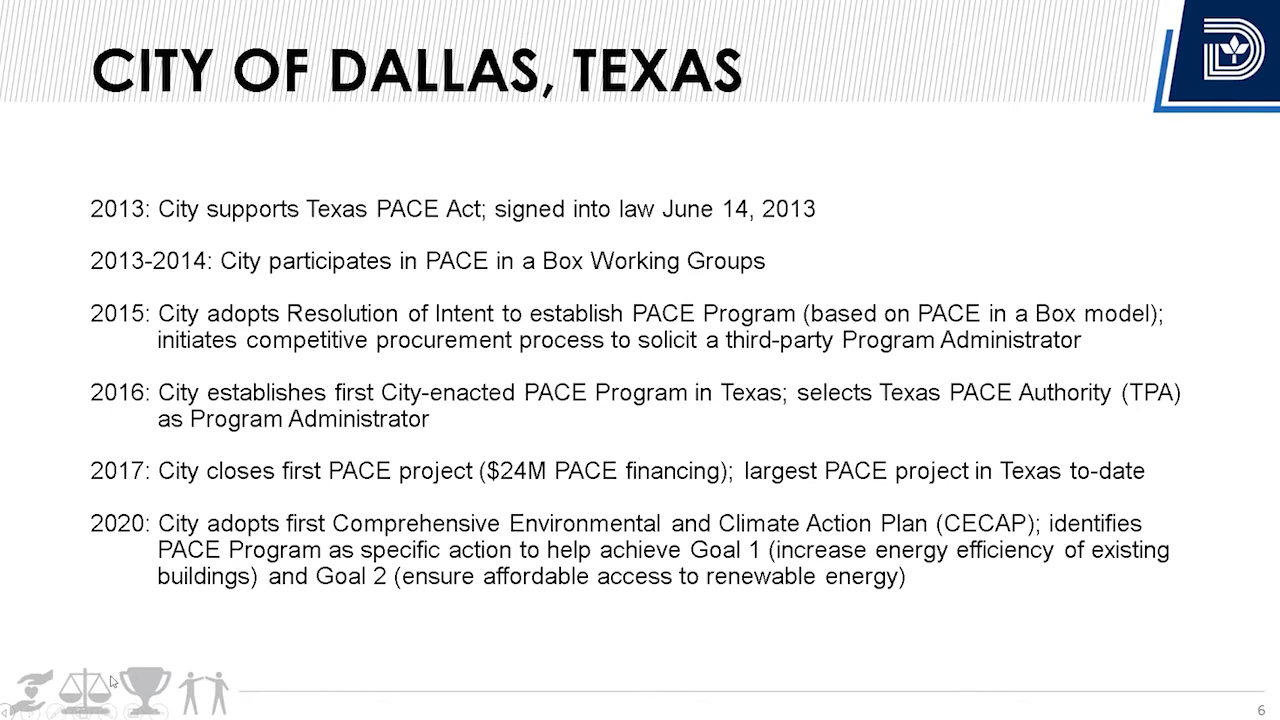 CITY OF DALLAS, TEXAS
2013: City supports Texas PACE Act; signed into law June 14, 2013
2013-2014: City participates in PACE in a Box Working Groups
2015: City adopts Resolution of Intent to establish PACE Program (based on PACE in a Box model);
initiates competitive procurement process to solicit a third-party Program Administrator
2016: City establishes first City-enacted PACE Program in Texas; selects Texas PACE Authority (TPA)
as Program Administrator
2017: City closes first PACE project ($24M PACE financing); largest PACE project in Texas to-date
2020: City adopts first Comprehensive Environmental and Climate Action Plan (CECAP); identifies
PACE Program as specific action to help achieve Goal 1 (increase energy efficiency of existing
buildings) and Goal 2 (ensure affordable access to renewable energy)
6